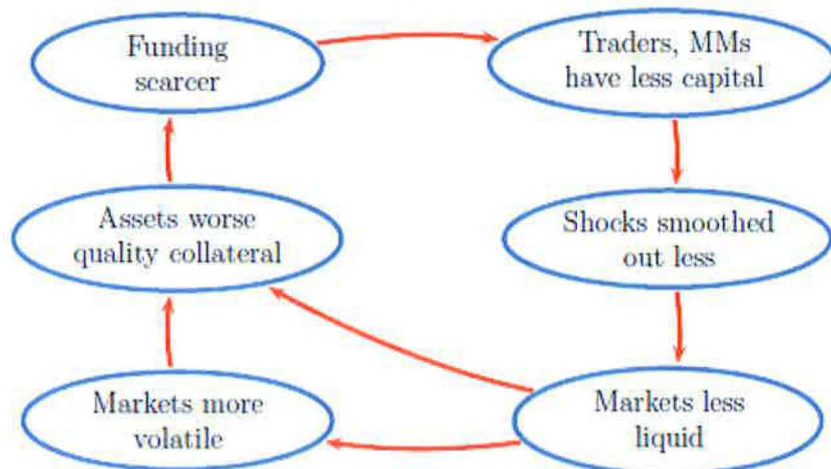 Funding
scarcer
Traders, MMs
have less capital
Assets worse
quality collateral
Shocks smoothed
out less
Markets more
volatile
Markets less
liquid